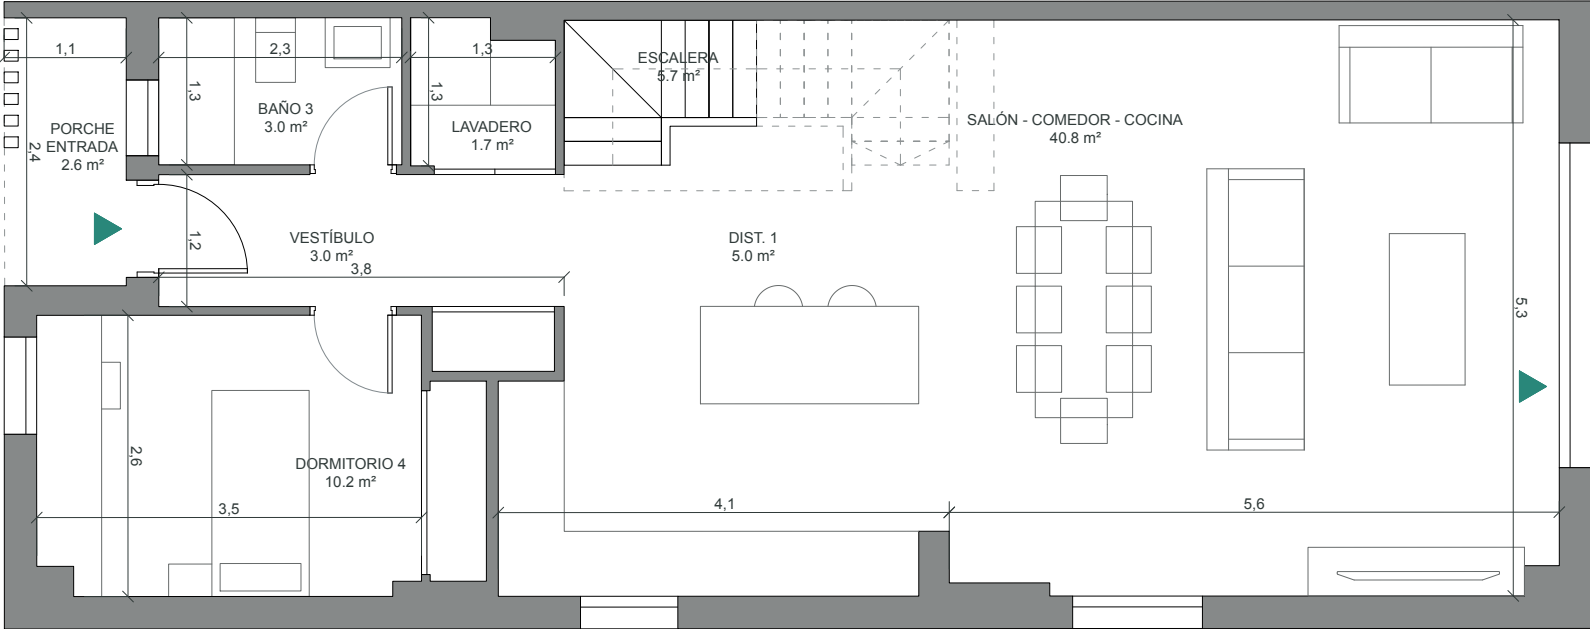 1,1
2,3
1,3
ESCALERA
5.7 m²
1,3
1,3
BAÑO 3
3.0 m²
SALÓN - COMEDOR - COCINA
40.8 m²
PORCHE
ENTRADA
2.6 m²
2,4
LAVADERO
1.7 m²
1,2
VESTÍBULO
3.0 m²
3,8
DIST. 1
5.0 m²
5,3
2,6
DORMITORIO 4
10.2 m²
3,5
4,1
5,6